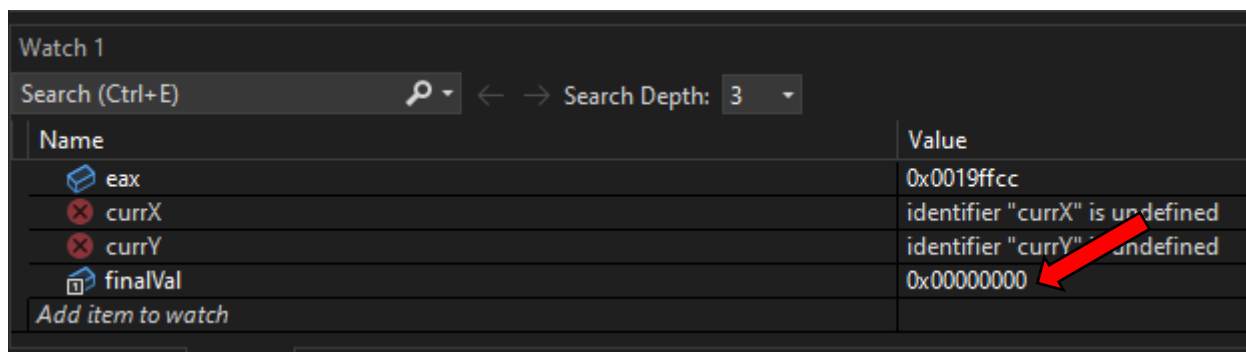 Watch 1
Search (Ctrl+E) Search Depth: 3
Name Value
eax 0x0019ffcc
currX identifier "currX" is undefined
currY identifier "currY" is undefined
finalVal 0x00000000
Add item to watch